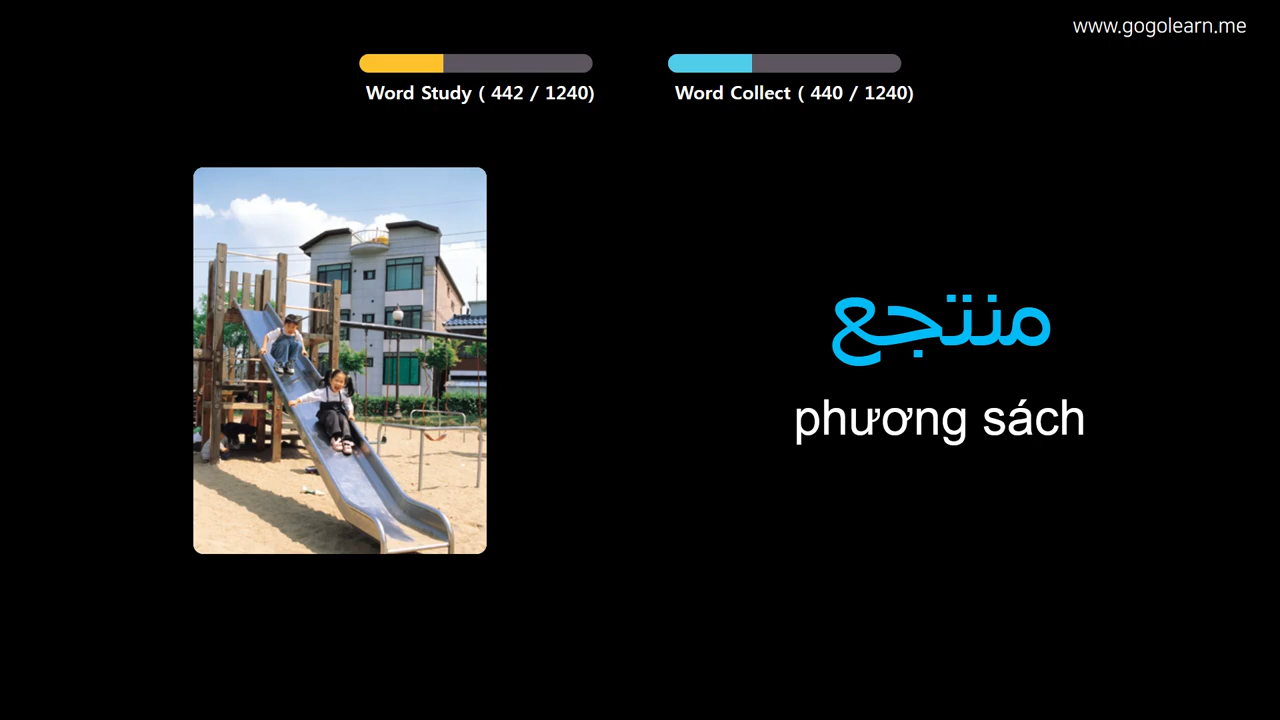 www.gogolearn.me
Word Study ( 442 / 1240)
Word Collect ( 440 / 1240)
منتجع
phương sách